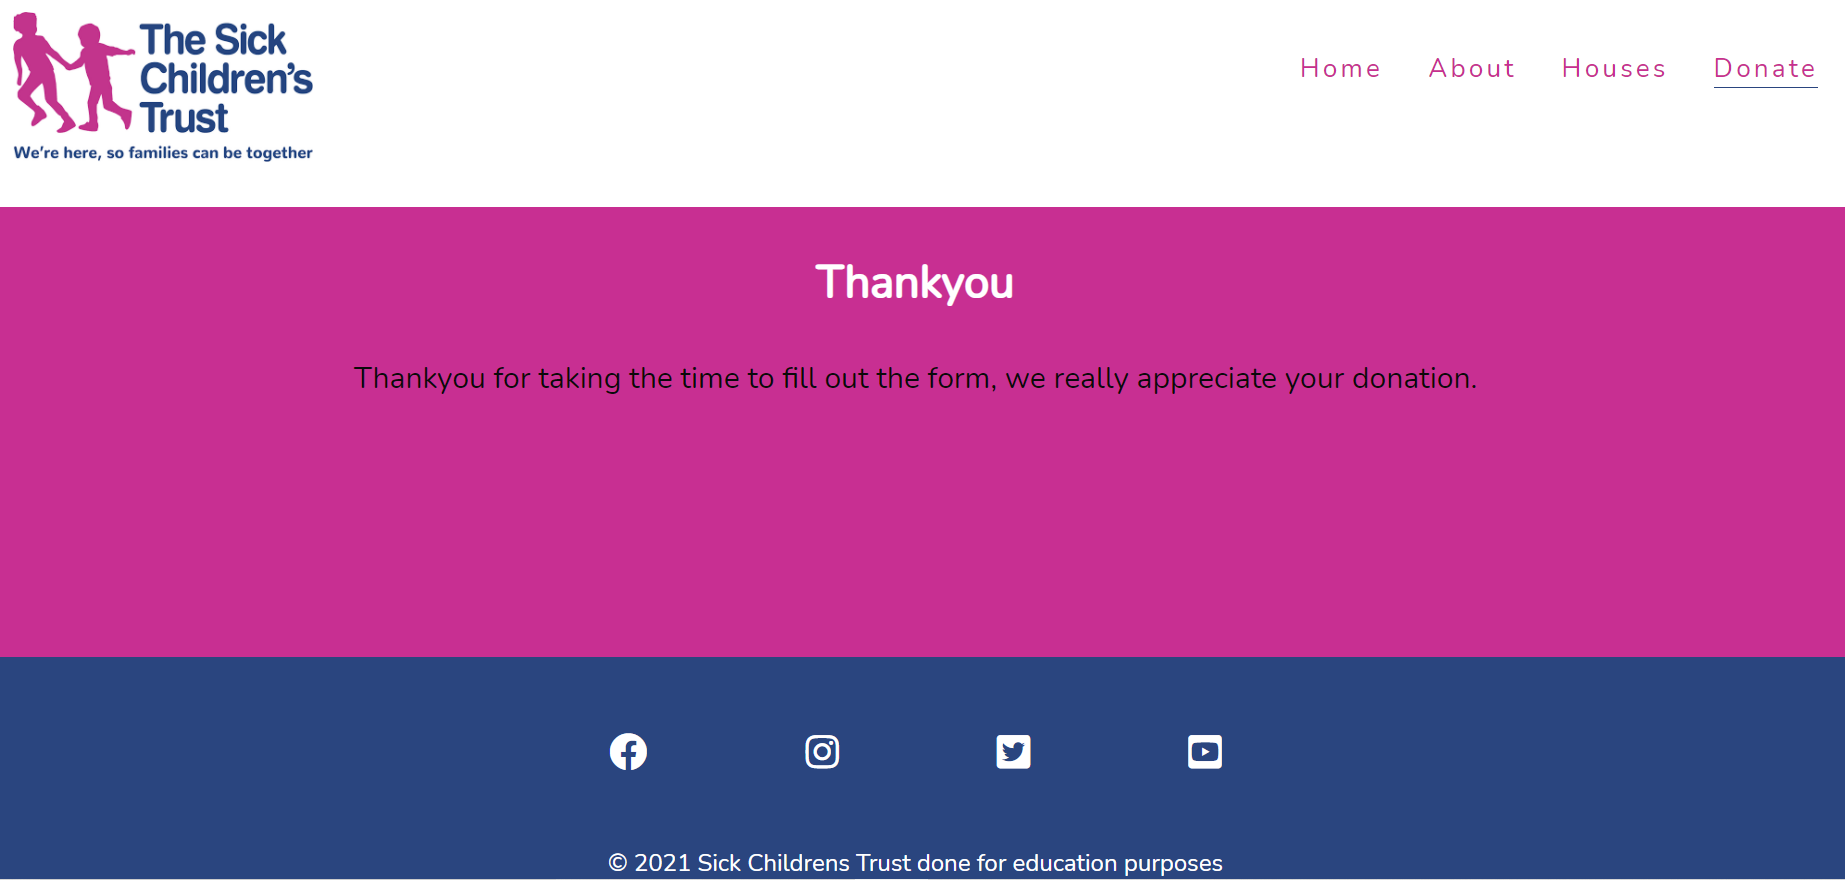 The Sick
Children's
Trust
We're here, so families can be together
Home About Houses Donate
Thankyou
Thankyou for taking the time to fill out the form, we really appreciate your donation.
© 2021 Sick Childrens Trust done for education purposes